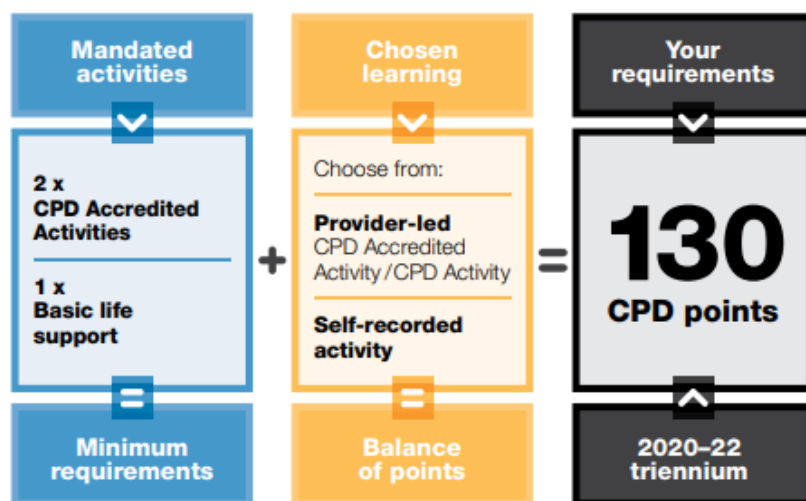 Mandated
activities
2 x
CPD Accredited
Activities
1 x
Basic life
support
=
Minimum
requirements
+
Chosen
learning
Choose from:
Provider-led
CPD Accredited
Activity/CPD Activity
Self-recorded
activity
=
Balance
of points
=
Your
requirements
130
CPD points
2020–22
triennium